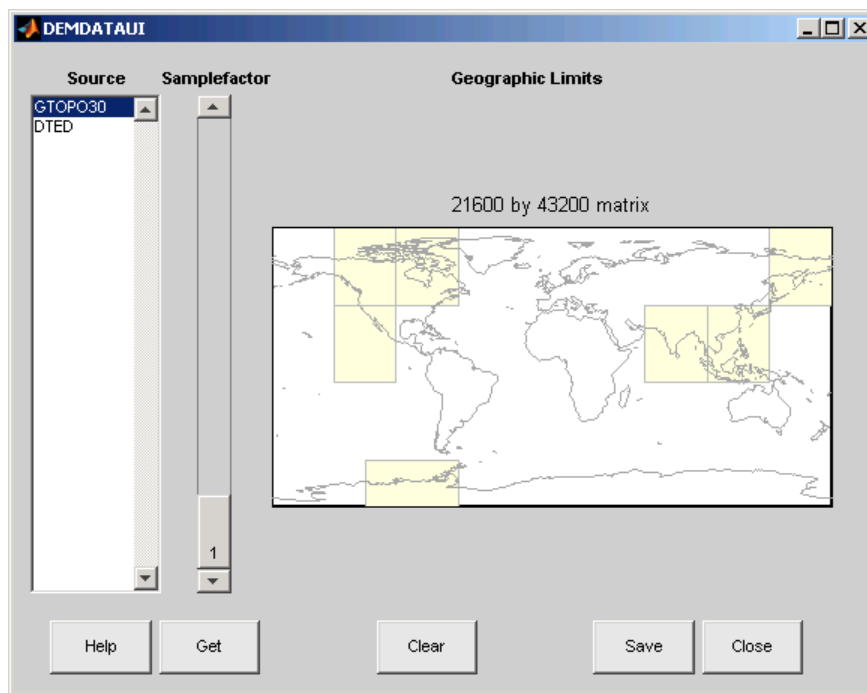 DEMDATAUI
Source
Samplefactor
Geographic Limits
GTOPO30
DTED
21600 by 43200 matrix
1
Help
Get
Clear
Save
Close